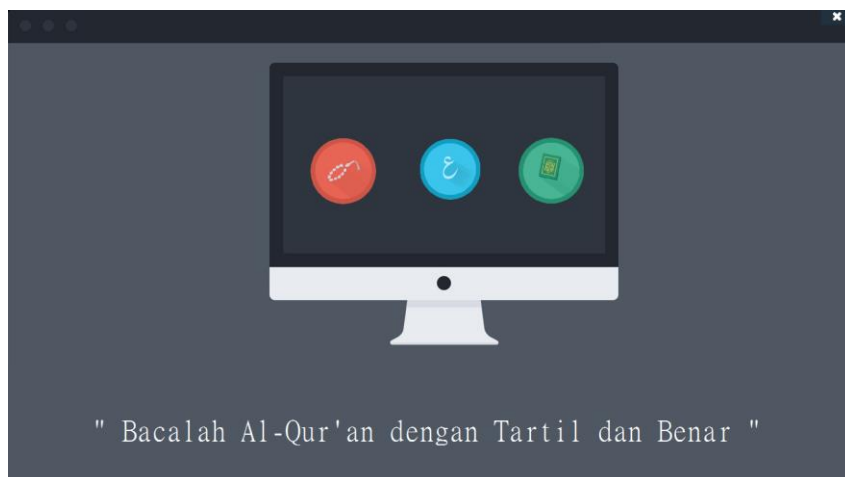 ع
" Bacalah Al-Qur'an dengan Tartil dan Benar "